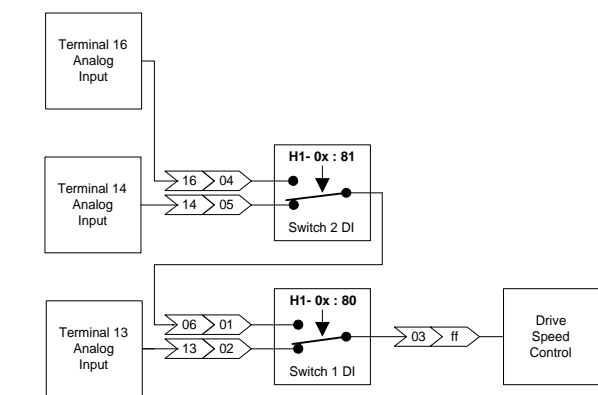 Terminal 16
Analog
Input
H1- 0x : 81
16 04
Terminal 14
Analog
Input
14 05
Switch 2 DI
H1- 0x : 80
06 01
Terminal 13
Analog
Input
13 02
Switch 1 DI
03 ff
Drive
Speed
Control